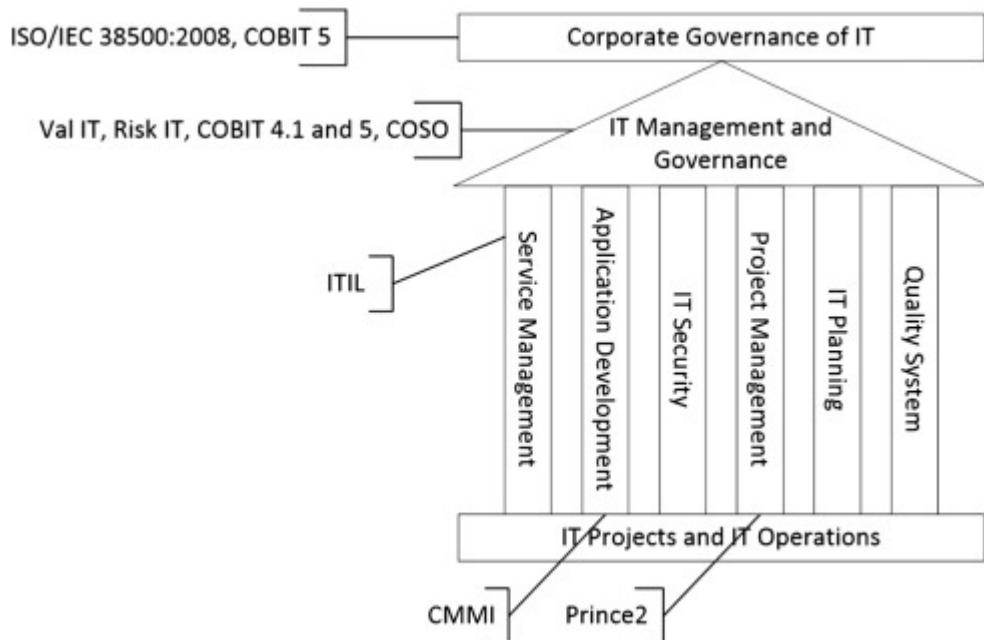 ISO/IEC 38500:2008, COBIT 5
Corporate Governance of IT
Val IT, Risk IT, COBIT 4.1 and 5, COSO
IT Management and
Governance
ITIL
Service Management
Application Development
IT Security
Project Management
IT Planning
Quality System
IT Projects and IT Operations
CMMI
Prince2